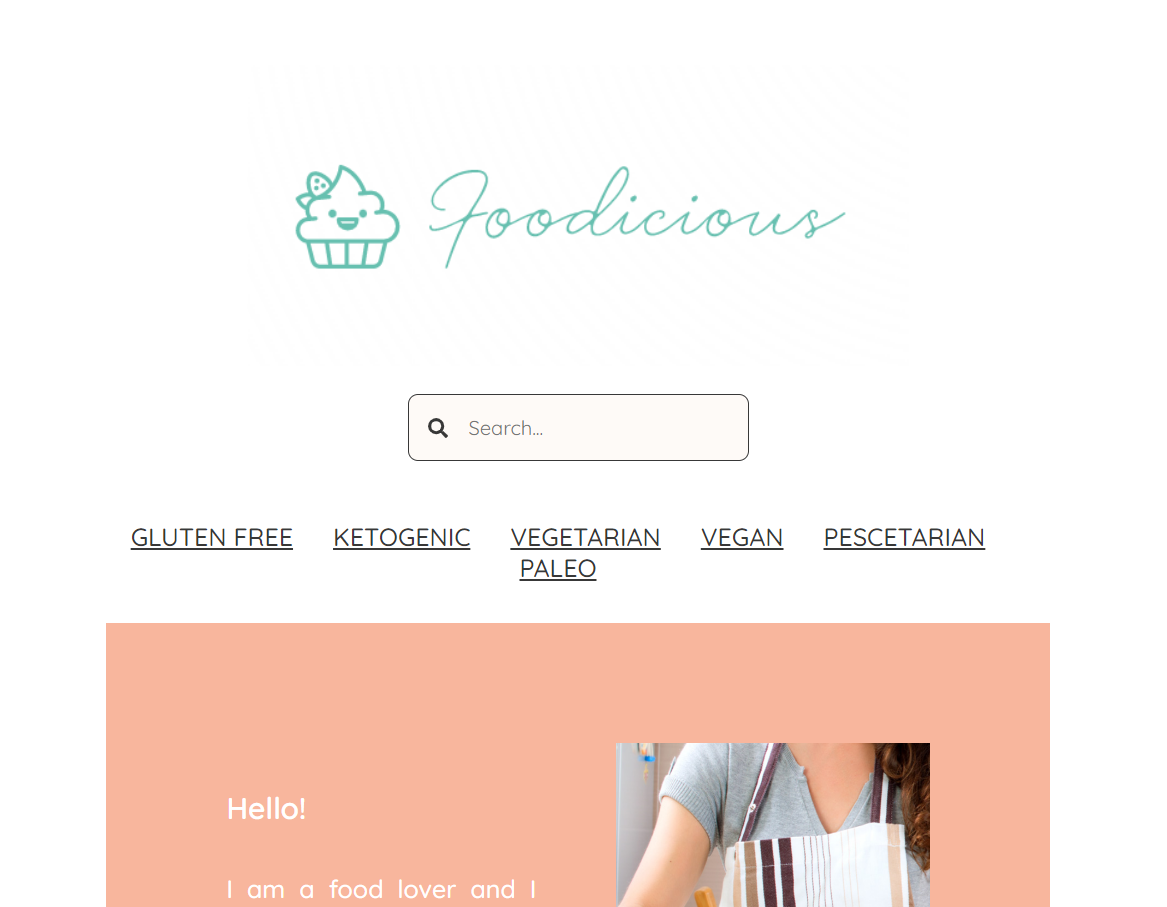 Foodicious
Search...
GLUTEN FREE KETOGENIC VEGETARIAN VEGAN PESCETARIAN
PALEO
Hello!
I am a food lover and I